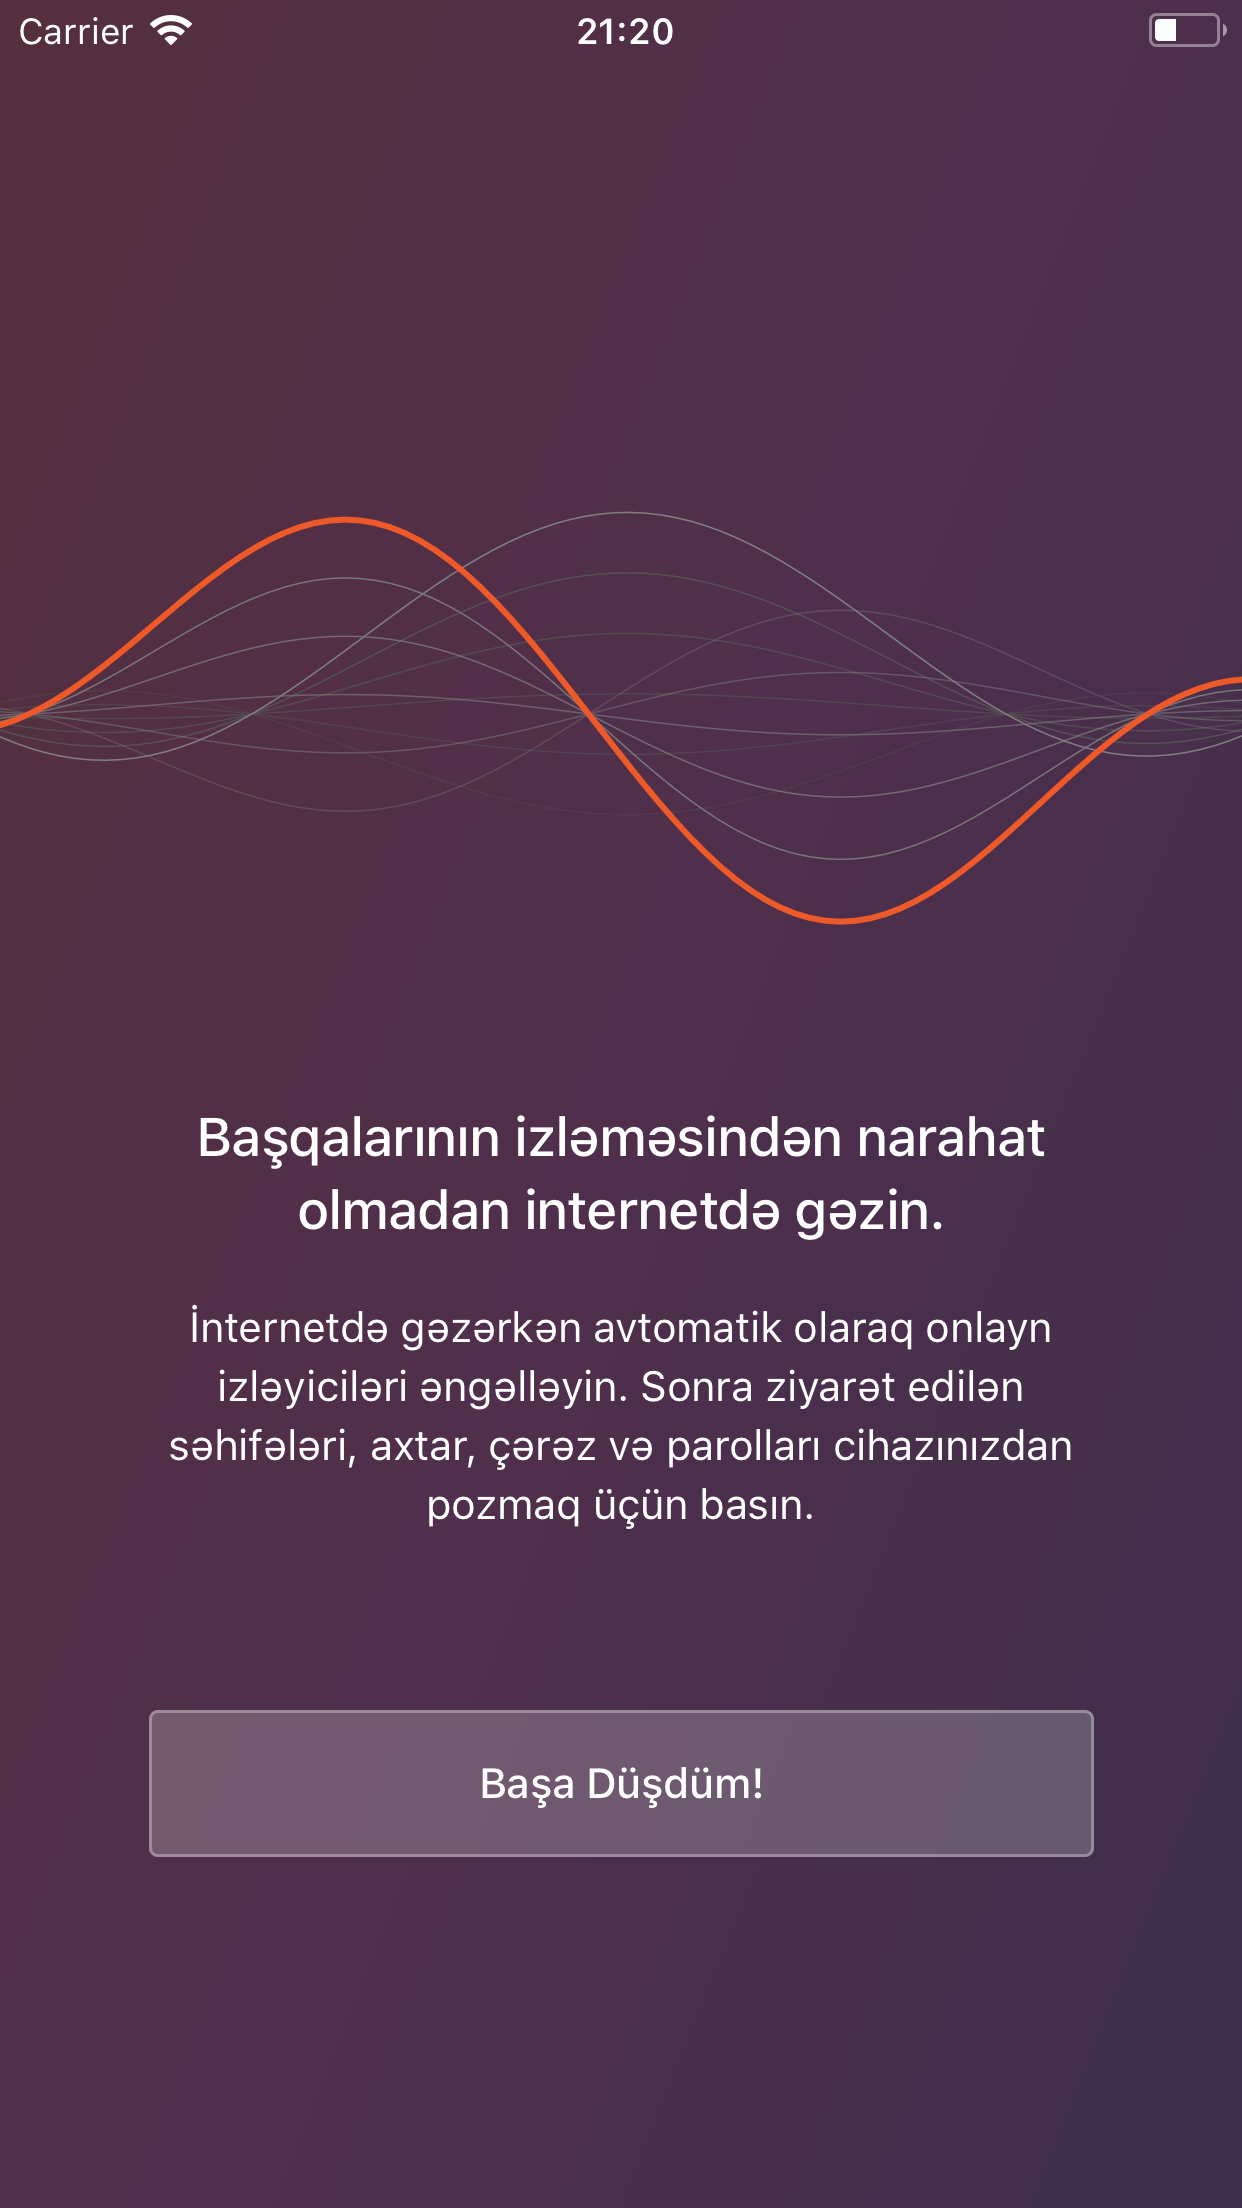 Carrier
21:20
Başqalarının izləməsindən narahat
olmadan internetdə gəzin.
İnternetdə gəzərkən avtomatik olaraq onlayn
izləyiciləri əngəlləyin. Sonra ziyarət edilən
səhifələri, axtar, çərəz və parolları cihazınızdan
pozmaq üçün basın.
Başa Düşdüm!